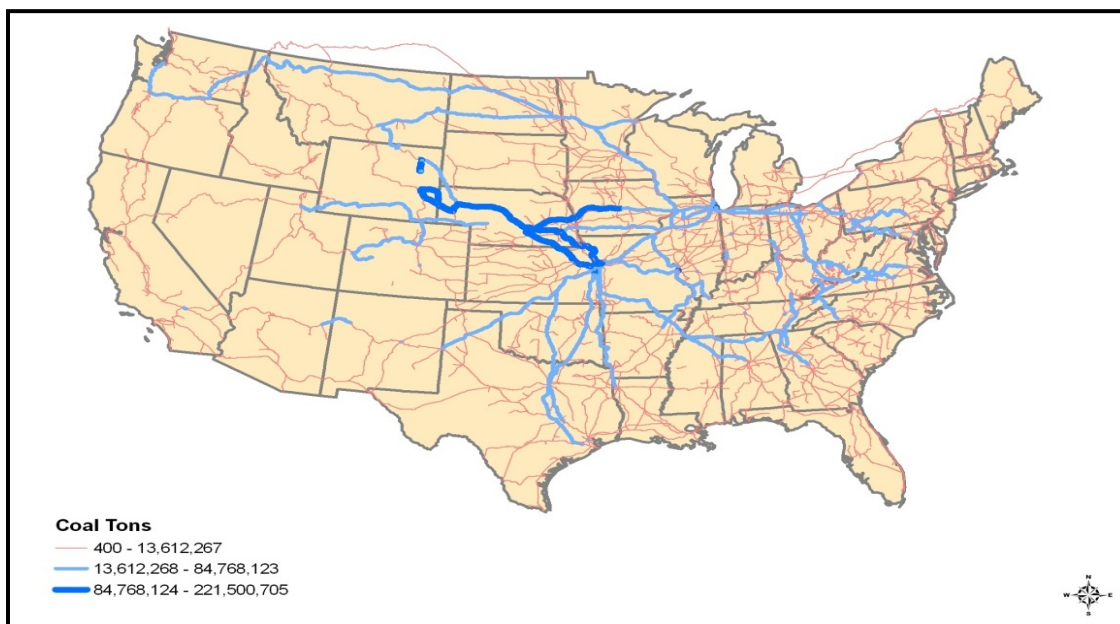 Coal Tons
400 - 13,612,267
13,612,268 - 84,768,123
84,768,124 - 221,500,705
N
W E
S